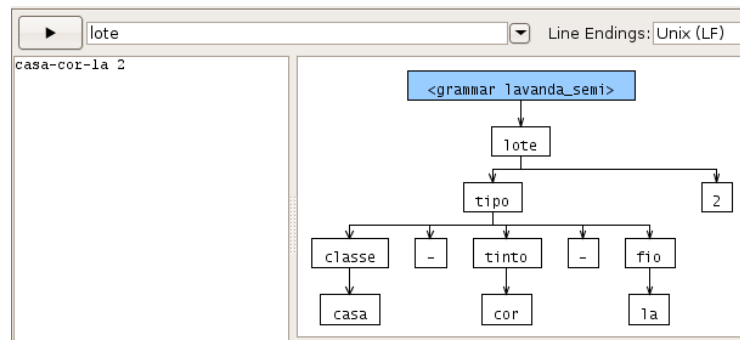 lote Line Endings: Unix (LF)
casa-cor-la 2
<grammar lavanda_semi>
lote
tipo 2
classe - tinto - fio
casa cor la